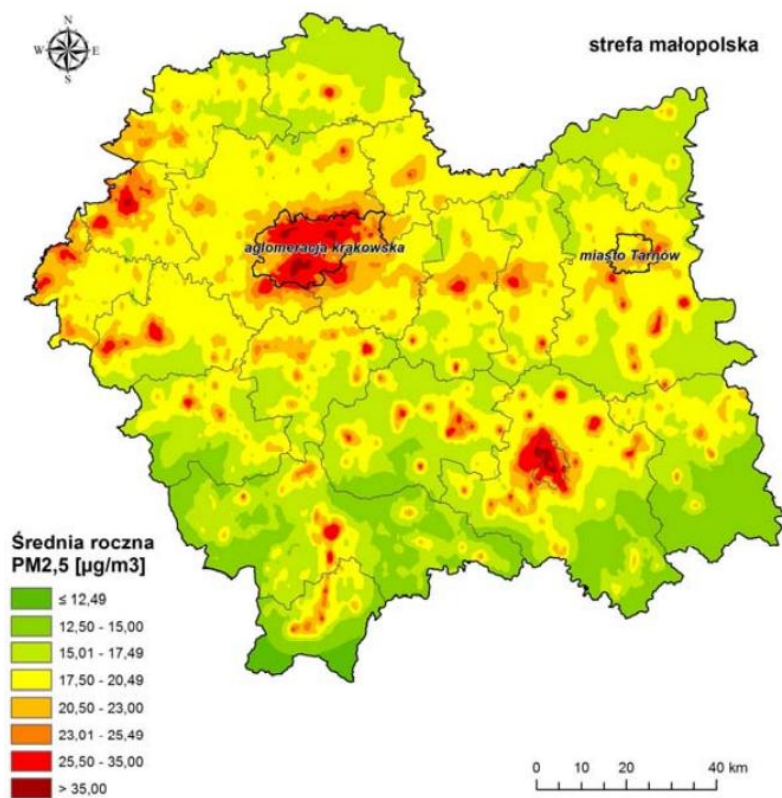 N
W E
S
strefa małopolska
aglomeracja krąkowska
miasto Tarnów
Średnia roczna
PM2,5 [µg/m3]
≤ 12,49
12,50 - 15,00
15,01 - 17,49
17,50 - 20,49
20,50 - 23,00
23,01 - 25,49
25,50 - 35,00
> 35,00
0 10 20 40 km